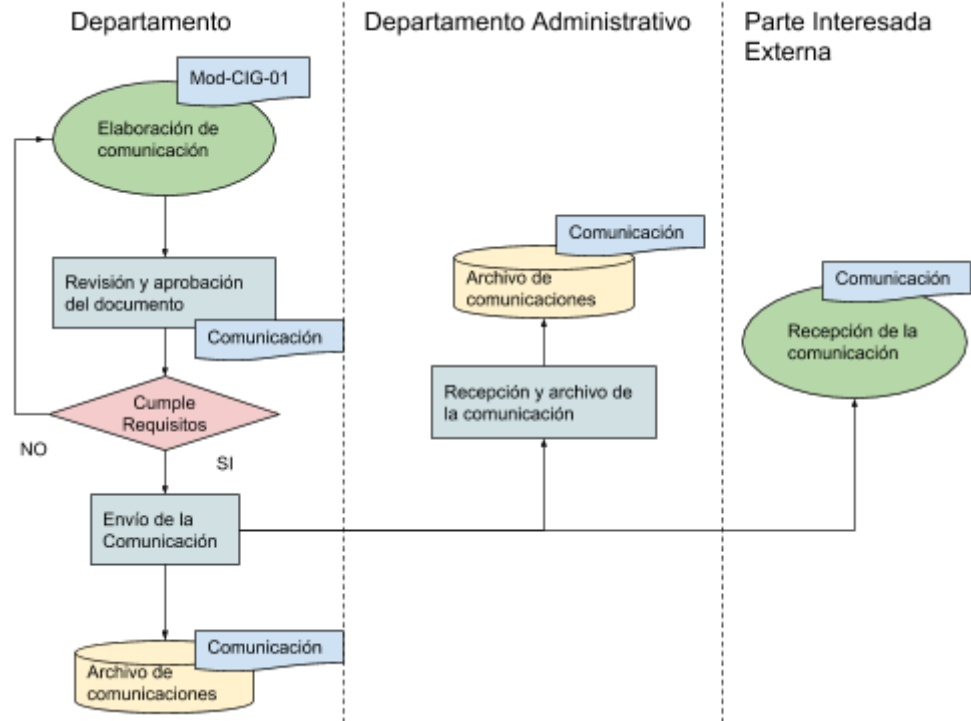 Departamento
Departamento Administrativo
Parte Interesada
Externa
Mod-CIG-01
Elaboración de
comunicación
Revisión y aprobación
del documento
Comunicación
Cumple
Requisitos
NO
SI
Envío de la
Comunicación
Comunicación
Archivo de
comunicaciones
Comunicación
Archivo de
comunicaciones
Recepción y archivo de
la comunicación
Comunicación
Recepción de la
comunicación